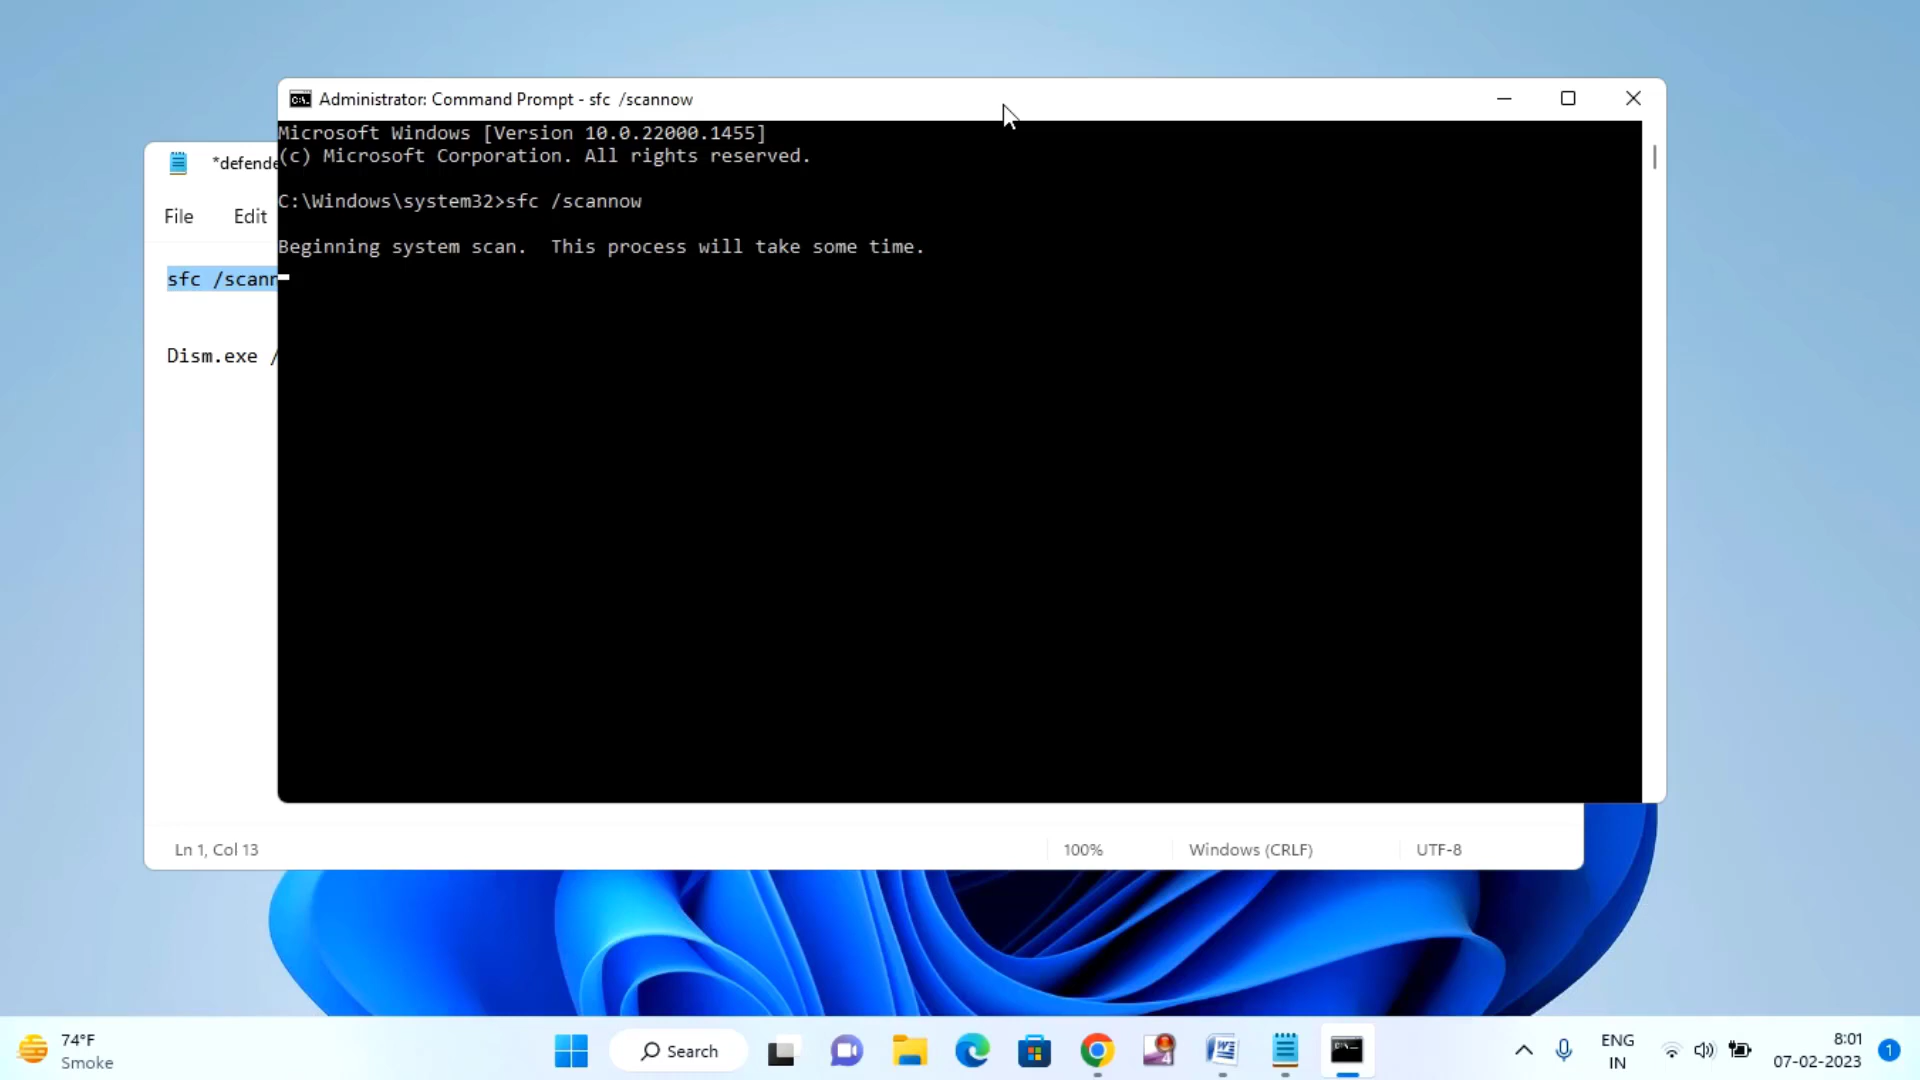 Administrator: Command Prompt - sfc  /scannow
Microsoft Windows [Version 10.0.22000.1455]
(c) Microsoft Corporation. All rights reserved.
C:\Windows\system32>sfc /scannow
Beginning system scan.  This process will take some time.
*defende
File Edit
sfc /scann
Dism.exe /
Ln 1, Col 13 100% Windows (CRLF) UTF-8
74°F
Smoke
Search
ENG
IN
8:01
07-02-2023
1